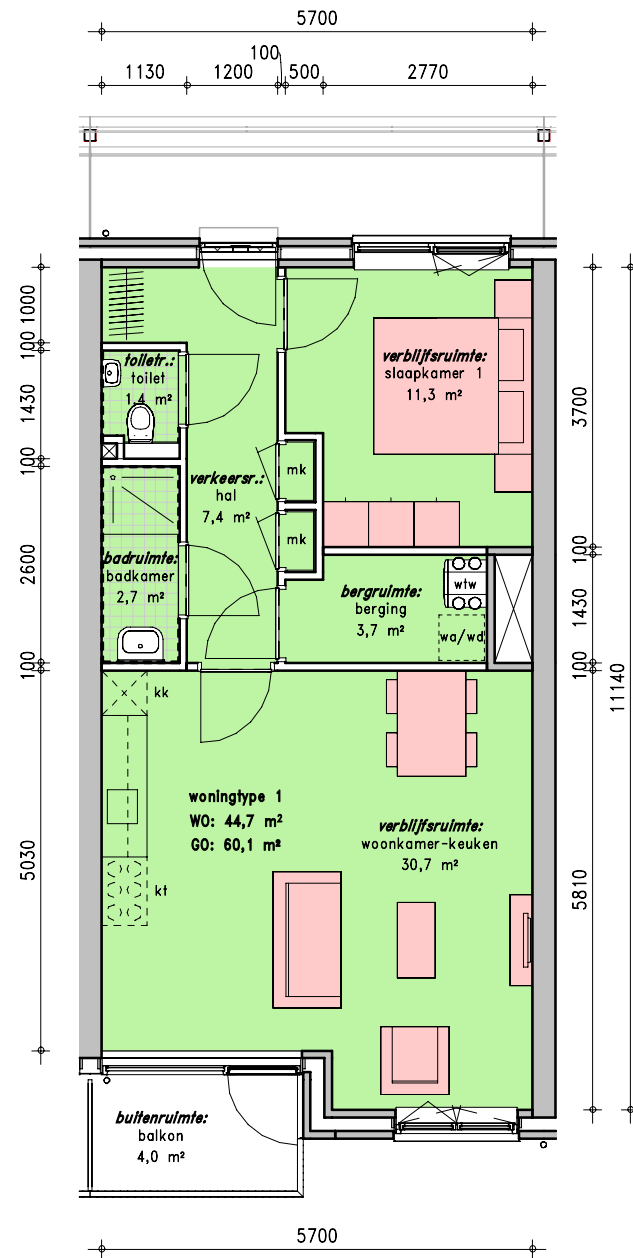 5700
100
1130 1200 500 2770
1000
100
1430
100
2600
100
5030
toiletr.:
toilet
1,4 m²
verblijfsruimte:
slaapkamer 1
11,3 m²
verkeersr.:
hal
7,4 m²
mk
mk
badruimte:
badkamer
2,7 m²
bergruimte:
berging
3,7 m²
wtw
wa/wd
kk
woningtype 1
WO: 44,7 m²
GO: 60,1 m²
verblijfsruimte:
woonkamer-keuken
30,7 m²
kt
buitenruimte:
balkon
4,0 m²
3700
100
1430
100
5810
11140
5700